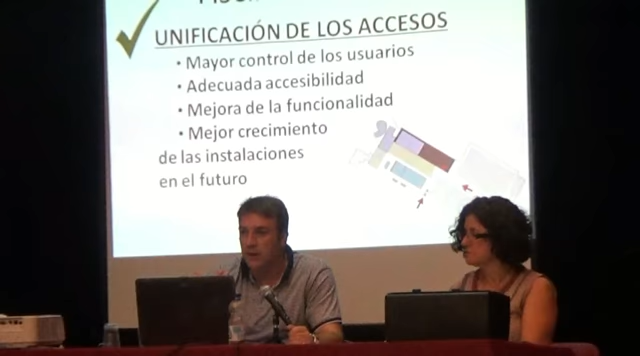 UNIFICACIÓN DE LOS ACCESOS
• Mayor control de los usuarios
• Adecuada accesibilidad
• Mejora de la funcionalidad
• Mejor crecimiento
de las instalaciones
en el futuro